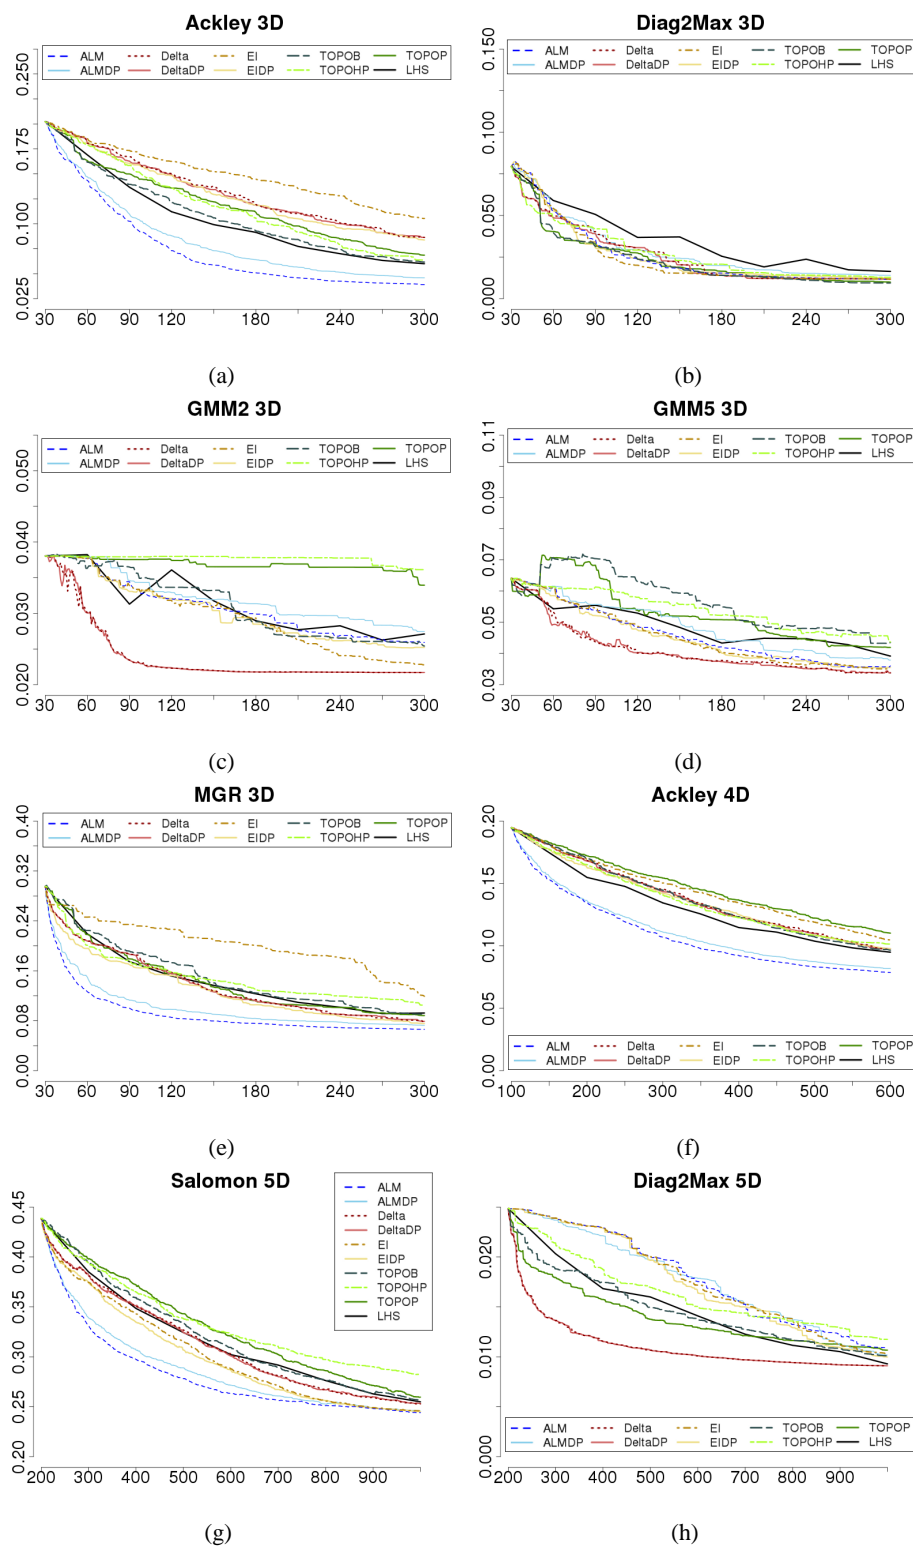 Ackley 3D
ALM Delta EI TOPOB TOPOP
ALMDP DeltaDP EIDP TOPOHP LHS
0.250
0.175
0.100
0.025
30 60 90 120 180 240 300
(a)
Diag2Max 3D
ALM Delta EI TOPOB TOPOP
ALMDP DeltaDP EIDP TOPOHP LHS
0.150
0.100
0.050
0.000
30 60 90 120 180 240 300
(b)
GMM2 3D
ALM Delta EI TOPOB TOPOP
ALMDP DeltaDP EIDP TOPOHP LHS
0.050
0.040
0.030
0.020
30 60 90 120 180 240 300
(c)
GMM5 3D
ALM Delta EI TOPOB TOPOP
ALMDP DeltaDP EIDP TOPOHP LHS
0.11
0.09
0.07
0.05
0.03
30 60 90 120 180 240 300
(d)
MGR 3D
ALM Delta EI TOPOB TOPOP
ALMDP DeltaDP EIDP TOPOHP LHS
0.40
0.32
0.24
0.16
0.08
0.00
30 60 90 120 180 240 300
(e)
Ackley 4D
0.20
0.15
0.10
0.05
0.00
ALM Delta EI TOPOB TOPOP
ALMDP DeltaDP EIDP TOPOHP LHS
100 200 300 400 500 600
(f)
Salomon 5D
ALM
ALMDP
Delta
DeltaDP
EI
EIDP
TOPOB
TOPOHP
TOPOP
LHS
0.45
0.40
0.35
0.30
0.25
0.20
200 300 400 500 600 700 800 900
(g)
Diag2Max 5D
0.020
0.010
0.000
ALM Delta EI TOPOB TOPOP
ALMDP DeltaDP EIDP TOPOHP LHS
200 300 400 500 600 700 800 900
(h)